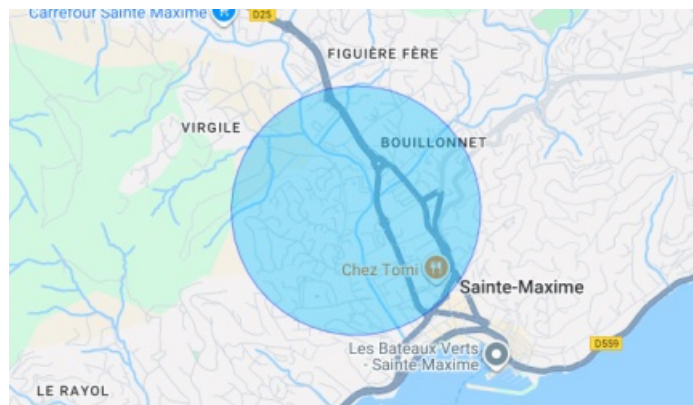 Carrefour Sainte Maxime
D25
FIGUIÈRE FÈRE
VIRGILE
BOUILLONNET
Chez Tomi
Sainte-Maxime
D559
Les Bateaux Verts
- Sainte Maxime
LE RAYOL